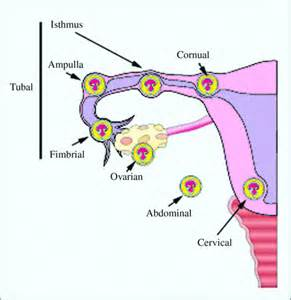 Isthmus
Ampulla
Cornual
Tubal
Fimbrial
Ovarian
Abdominal
Cervical